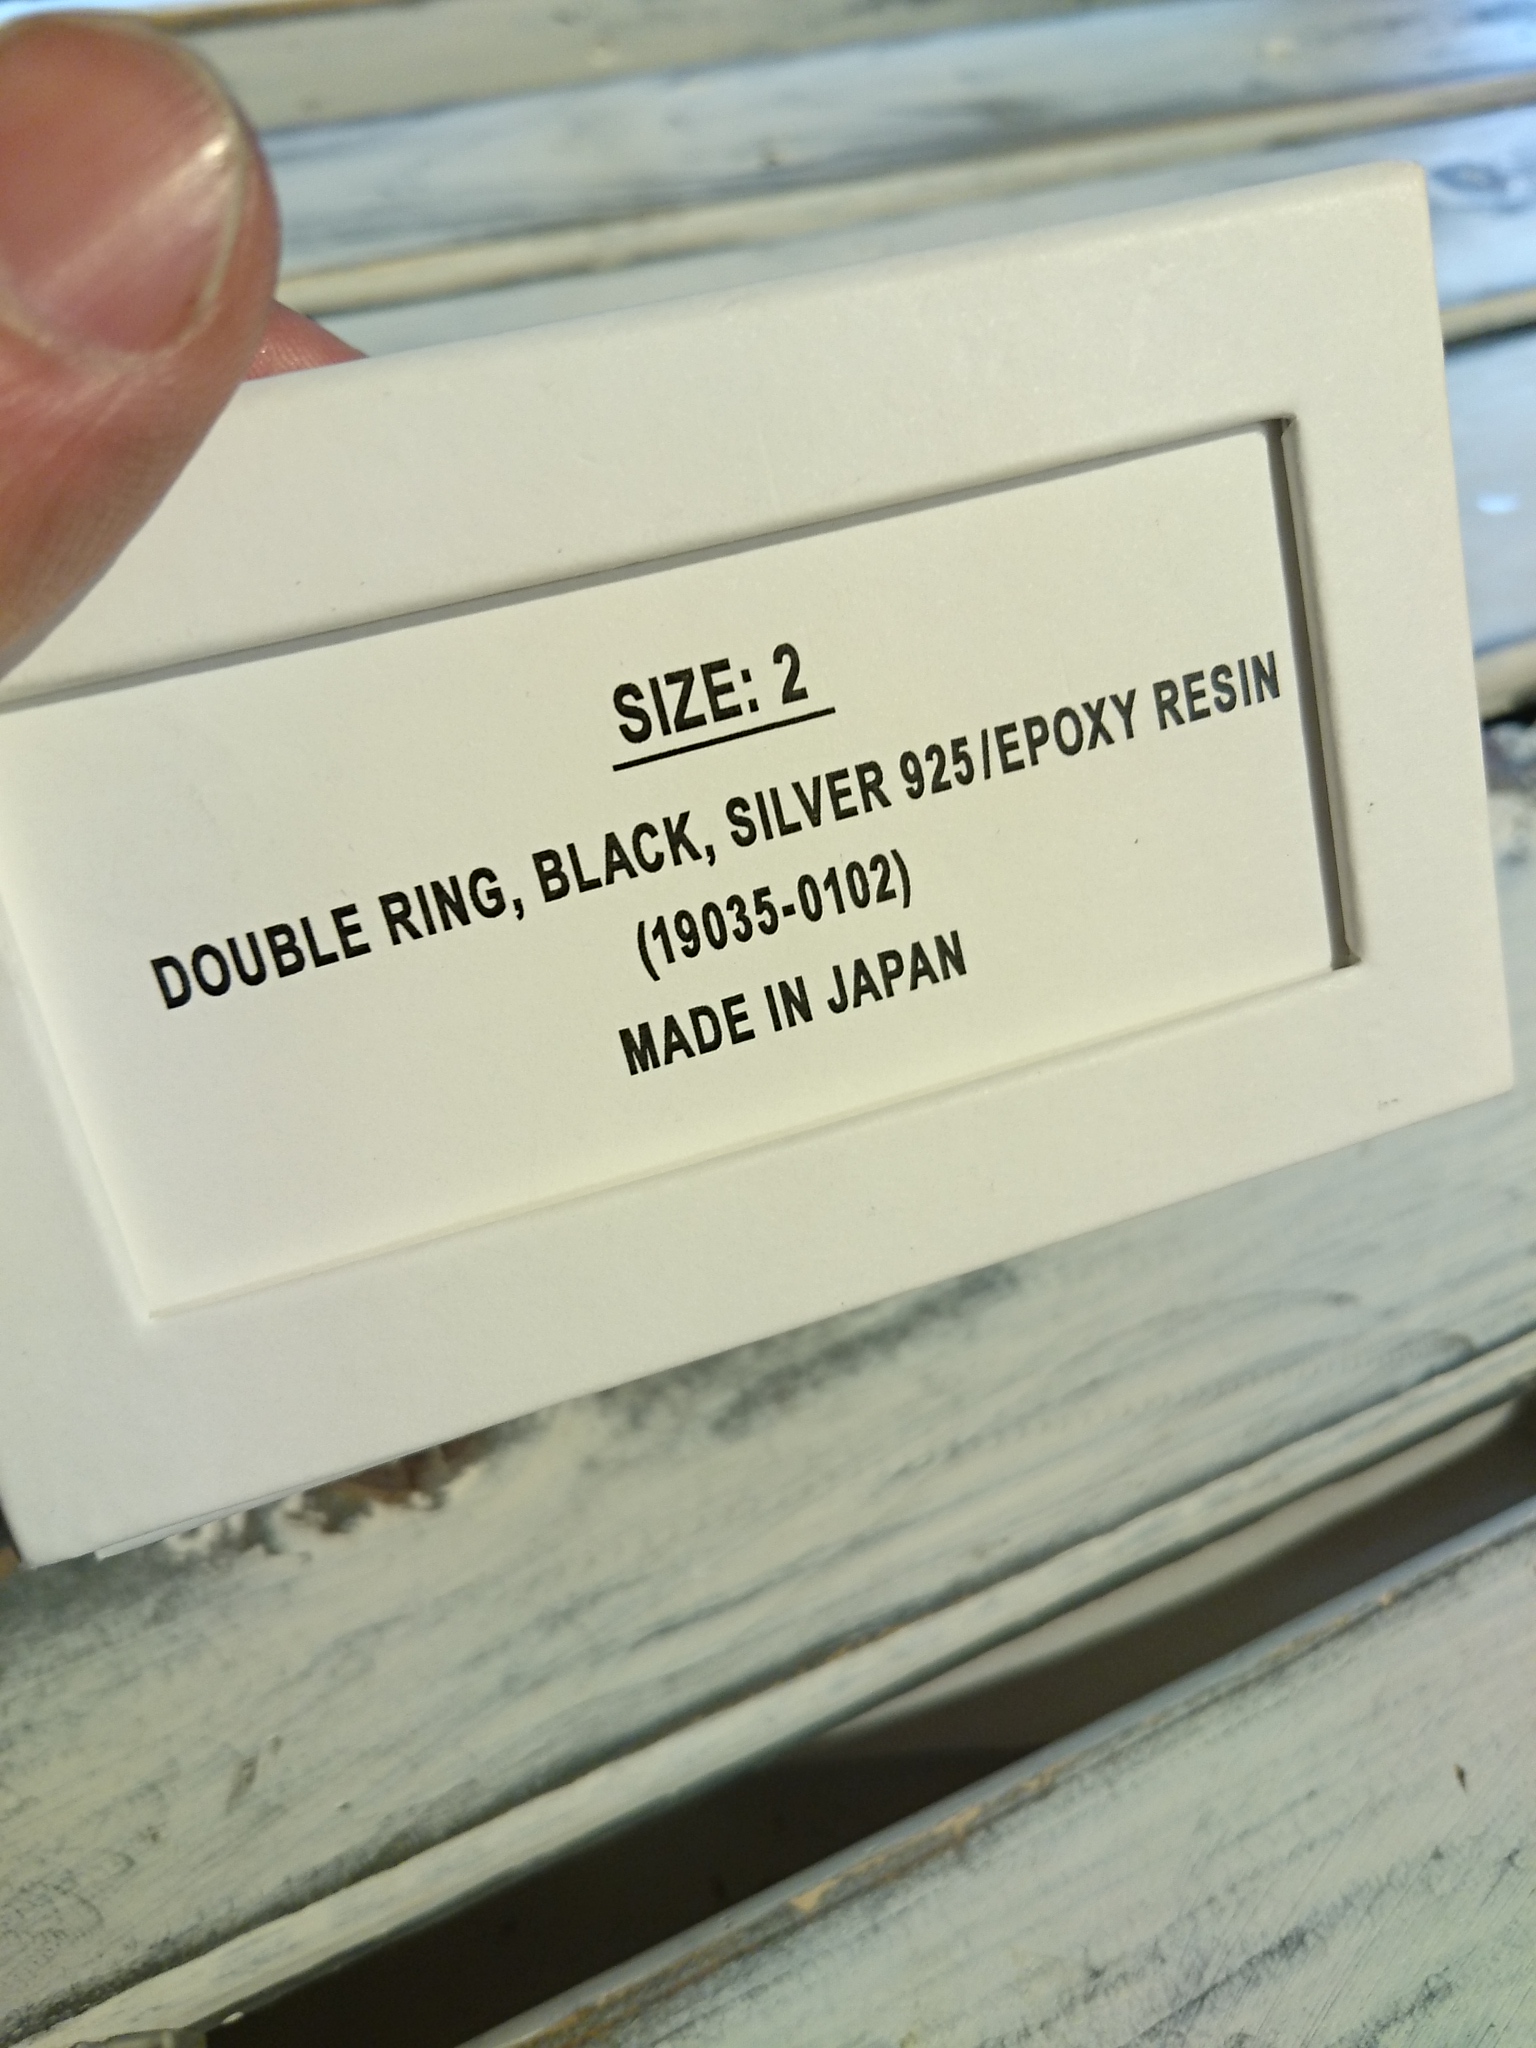 SIZE: 2
DOUBLE RING, BLACK, SILVER 925/EPOXY RESIN
(19035-0102)
MADE IN JAPAN